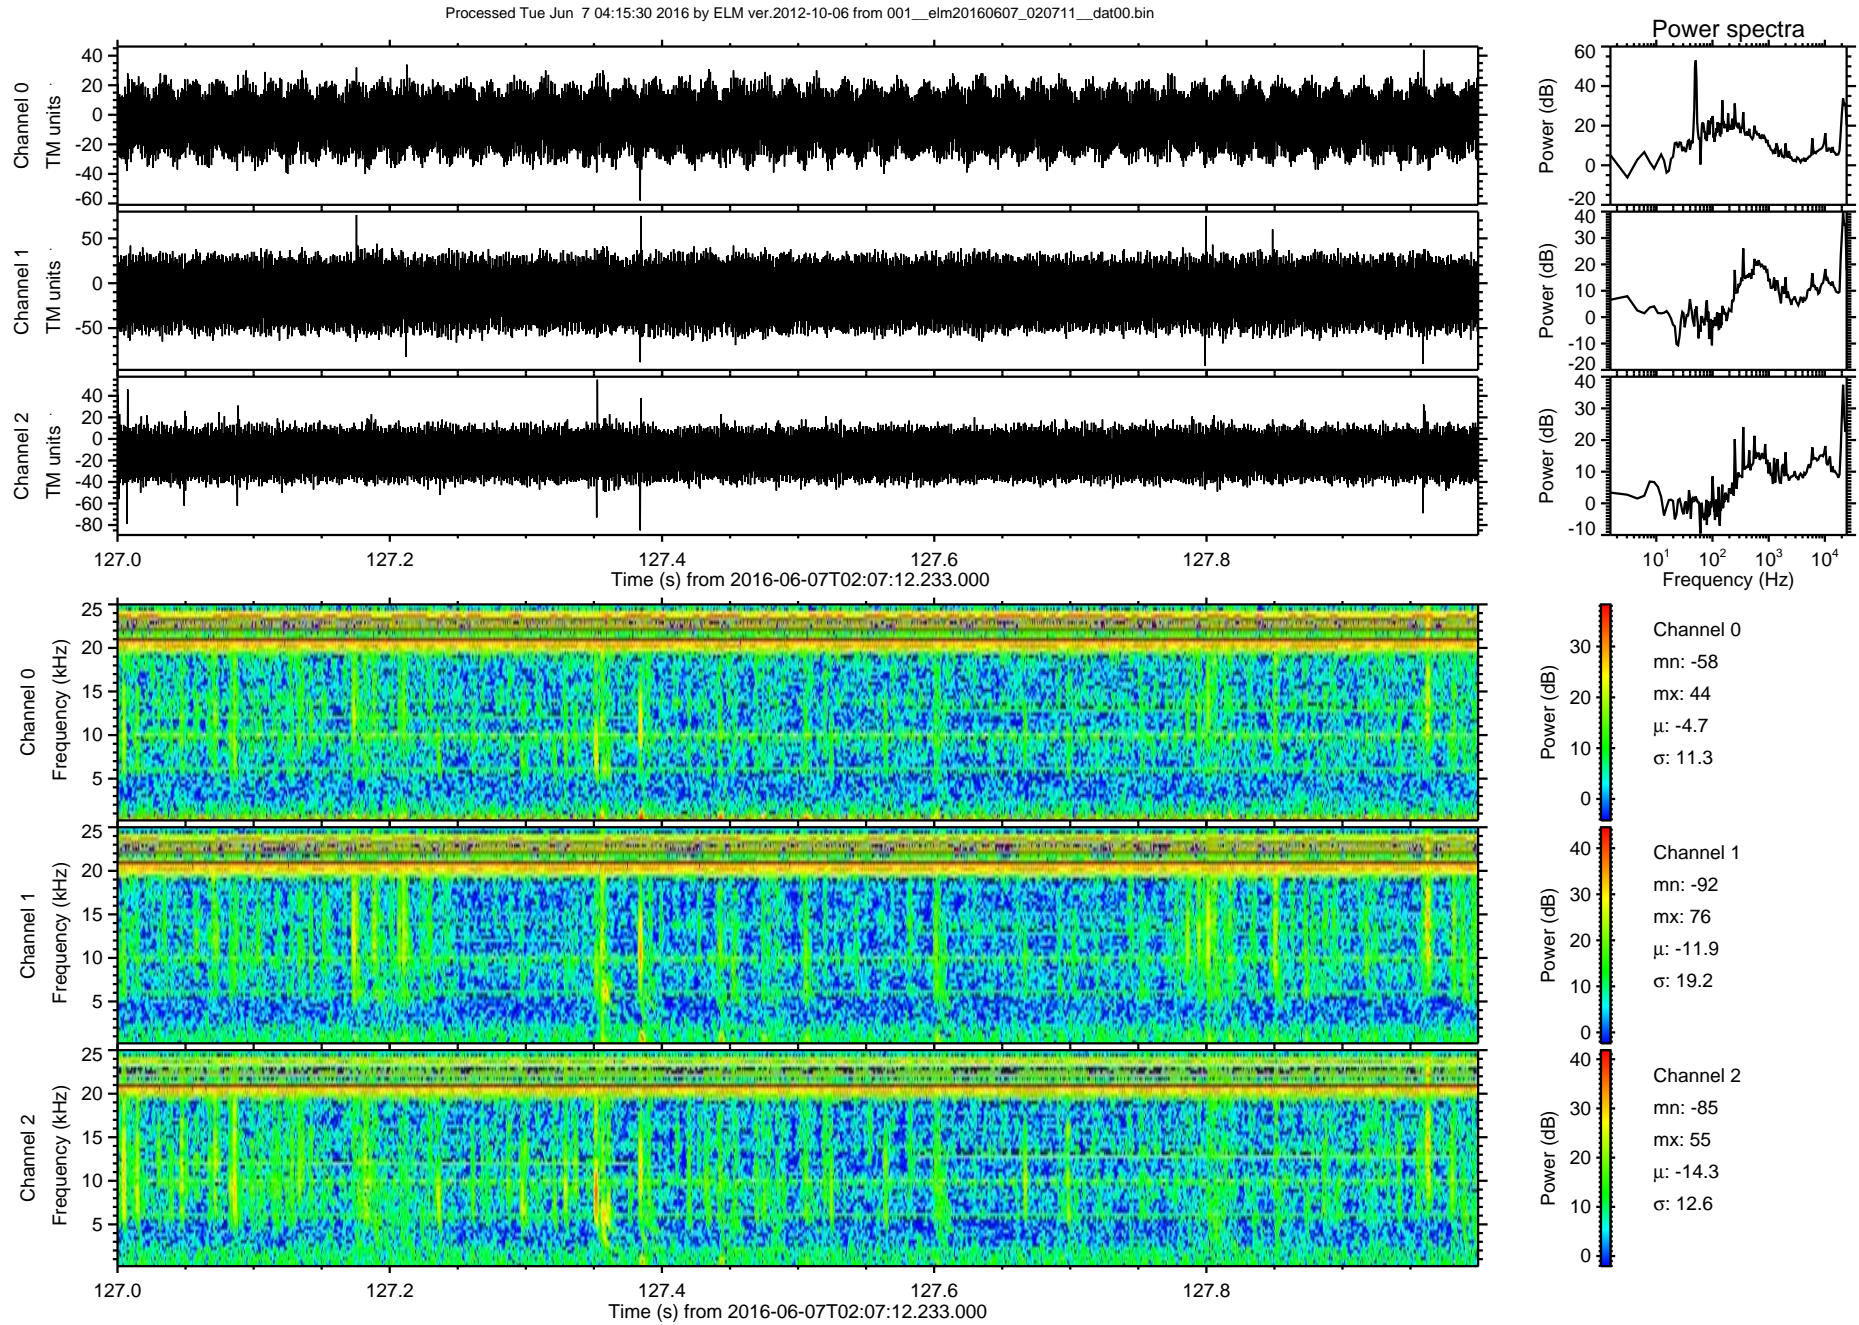 Processed Tue Jun 7 04:15:30 2016 by ELM ver.2012-10-06 from 001__elm20160607_020711__dat00.bin
Power spectra
Channel 0
TM units
40
20
0
-20
-40
-60
Power (dB)
60
40
20
0
-20
Channel 1
TM units
50
0
-50
Power (dB)
40
30
20
10
0
-10
-20
Channel 2
TM units
40
20
0
-20
-40
-60
-80
Power (dB)
40
30
20
10
0
-10
127.0 127.2 127.4 127.6 127.8
Time (s) from 2016-06-07T02:07:12.233.000
10¹ 10² 10³ 10⁴
Frequency (Hz)
Channel 0
Frequency (kHz)
25
20
15
10
5
Power (dB)
30
20
10
0
Channel 0
mn: -58
mx: 44
μ: -4.7
σ: 11.3
Channel 1
Frequency (kHz)
25
20
15
10
5
Power (dB)
40
30
20
10
0
Channel 1
mn: -92
mx: 76
μ: -11.9
σ: 19.2
Channel 2
Frequency (kHz)
25
20
15
10
5
Power (dB)
40
30
20
10
0
Channel 2
mn: -85
mx: 55
μ: -14.3
σ: 12.6
127.0 127.2 127.4 127.6 127.8
Time (s) from 2016-06-07T02:07:12.233.000